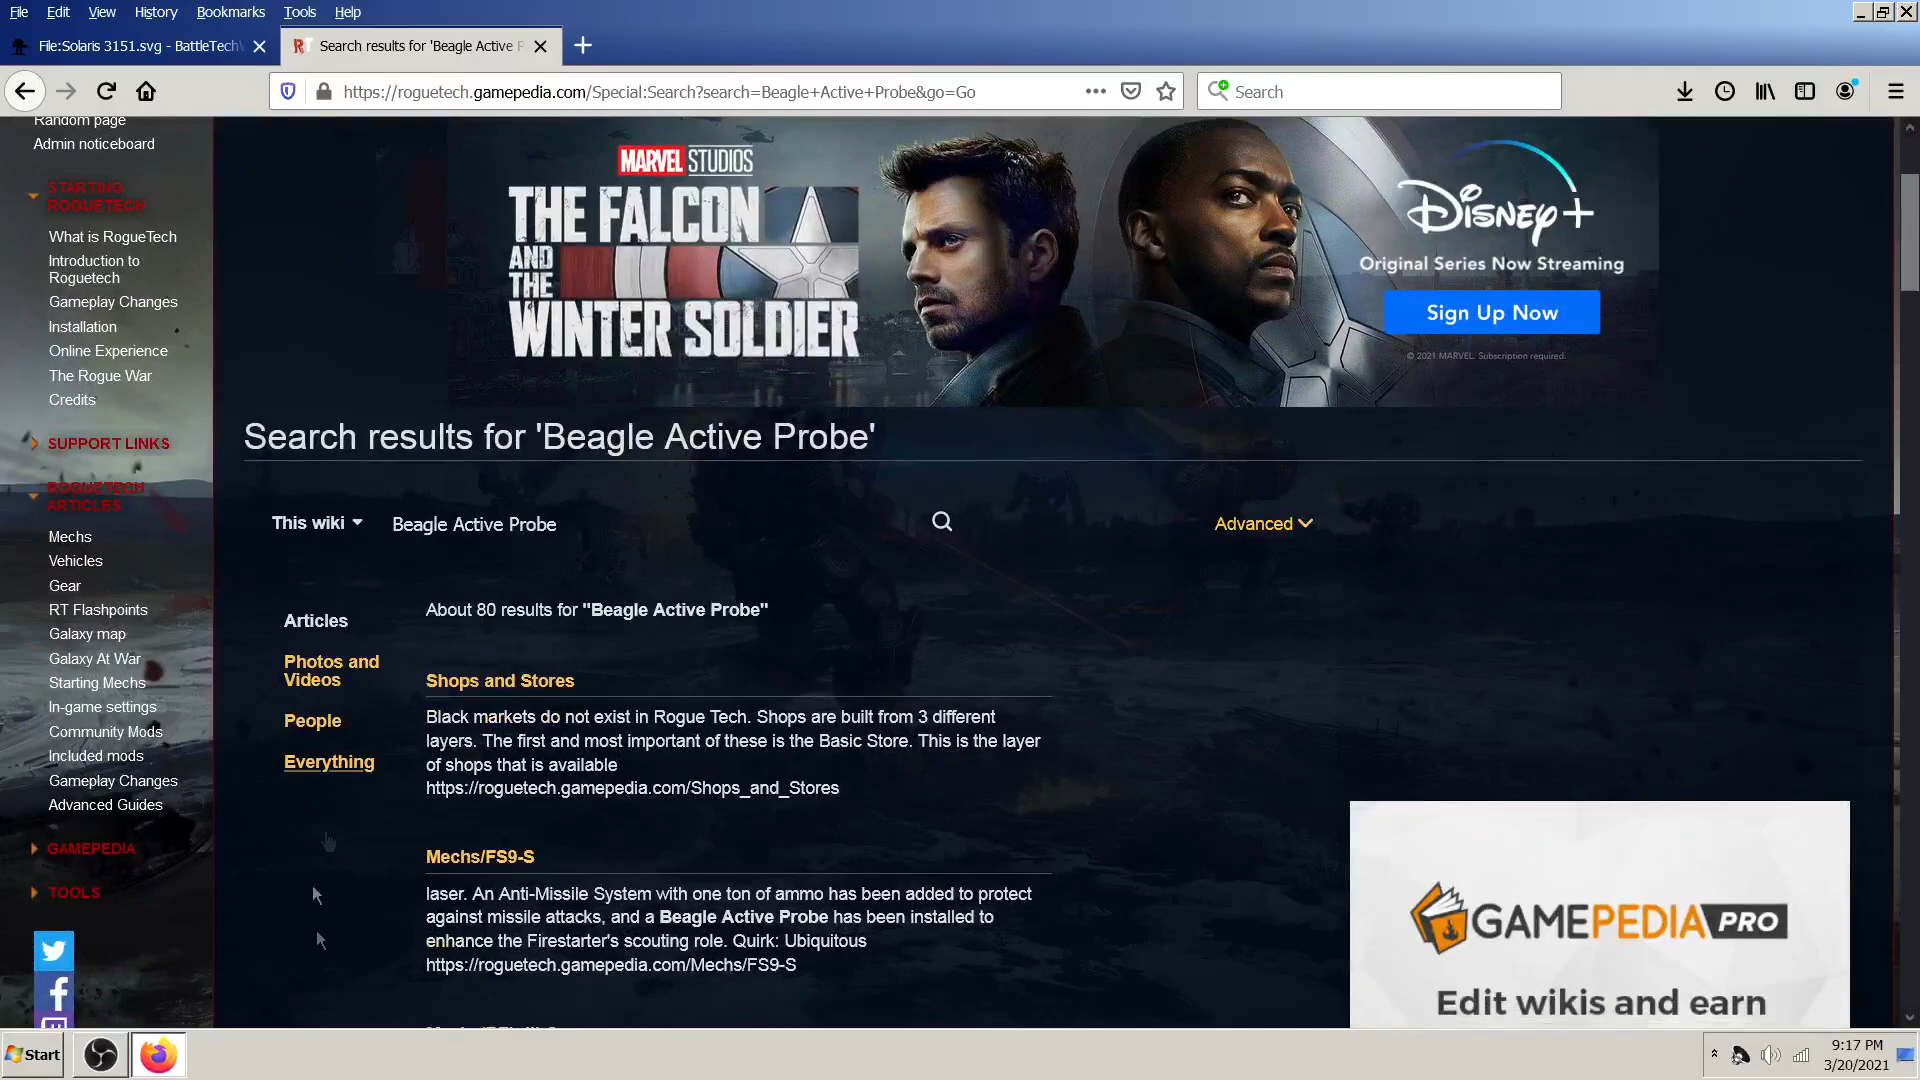 File Edit View History Bookmarks Tools Help
File:Solaris 3151.svg - BattleTechW
Search results for 'Beagle Active P
https://roguetech.gamepedia.com/Special:Search?search=Beagle+Active+Probe&go=Go
Search
Random page
Admin noticeboard
STARTING
ROGUETECH
What is RogueTech
Introduction to
Roguetech
Gameplay Changes
Installation
Online Experience
The Rogue War
Credits
SUPPORT LINKS
ROGUETECH
ARTICLES
Mechs
Vehicles
Gear
RT Flashpoints
Galaxy map
Galaxy At War
Starting Mechs
In-game settings
Community Mods
Included mods
Gameplay Changes
Advanced Guides
GAMEPEDIA
TOOLS
MARVEL STUDIOS
THE FALCON
AND
THE
WINTER SOLDIER
Disney+
Original Series Now Streaming
Sign Up Now
© 2021 MARVEL. Subscription required.
Search results for 'Beagle Active Probe'
This wiki
Beagle Active Probe
Advanced
Articles
Photos and
Videos
People
Everything
About 80 results for "Beagle Active Probe"
Shops and Stores
Black markets do not exist in Rogue Tech. Shops are built from 3 different
layers. The first and most important of these is the Basic Store. This is the layer
of shops that is available
https://roguetech.gamepedia.com/Shops_and_Stores
Mechs/FS9-S
laser. An Anti-Missile System with one ton of ammo has been added to protect
against missile attacks, and a Beagle Active Probe has been installed to
enhance the Firestarter's scouting role. Quirk: Ubiquitous
https://roguetech.gamepedia.com/Mechs/FS9-S
GAMEPEDIA PRO
Edit wikis and earn
Start
9:17 PM
3/20/2021